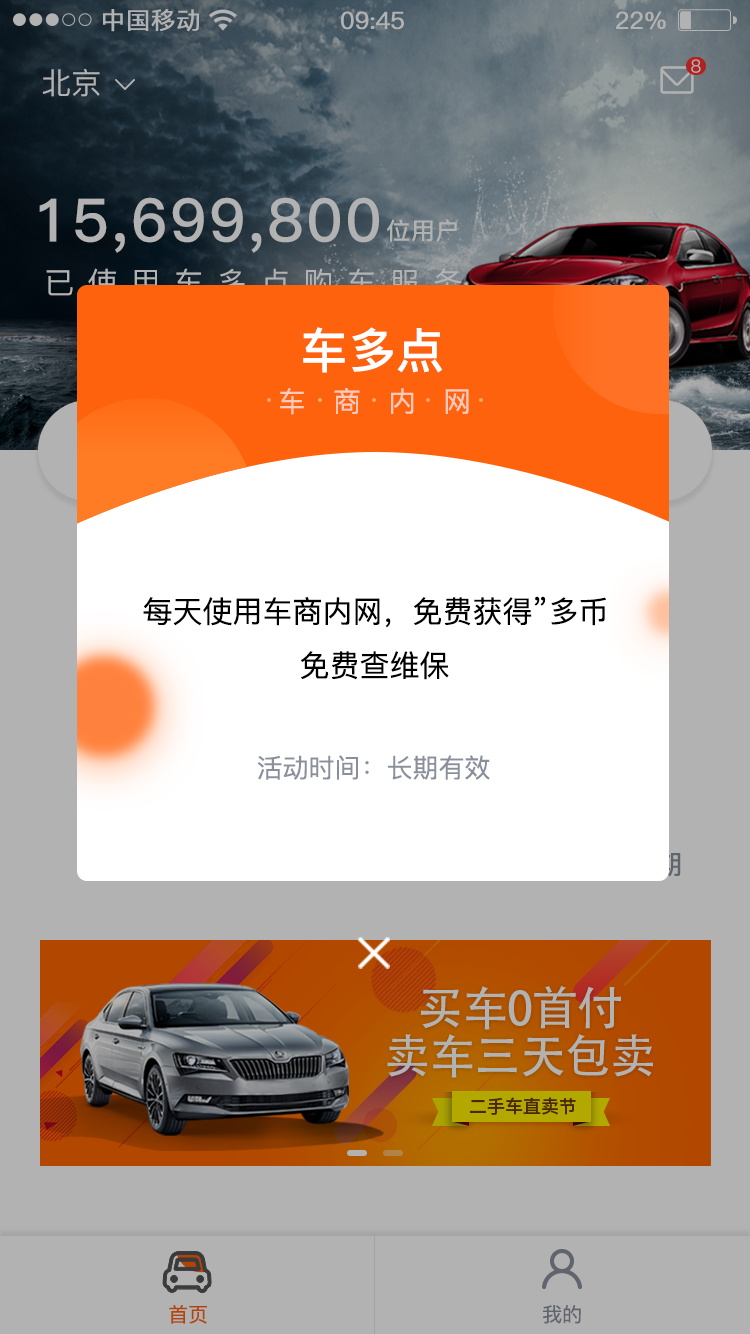 中国移动
09:45
22%
北京
8
15,699,800位用户
已使用车多点购车服务
车多点
·车·商·内·网·
每天使用车商内网，免费获得”多币
免费查维保
活动时间：长期有效
期
买车0首付
卖车三天包卖
二手车直卖节
首页
我的